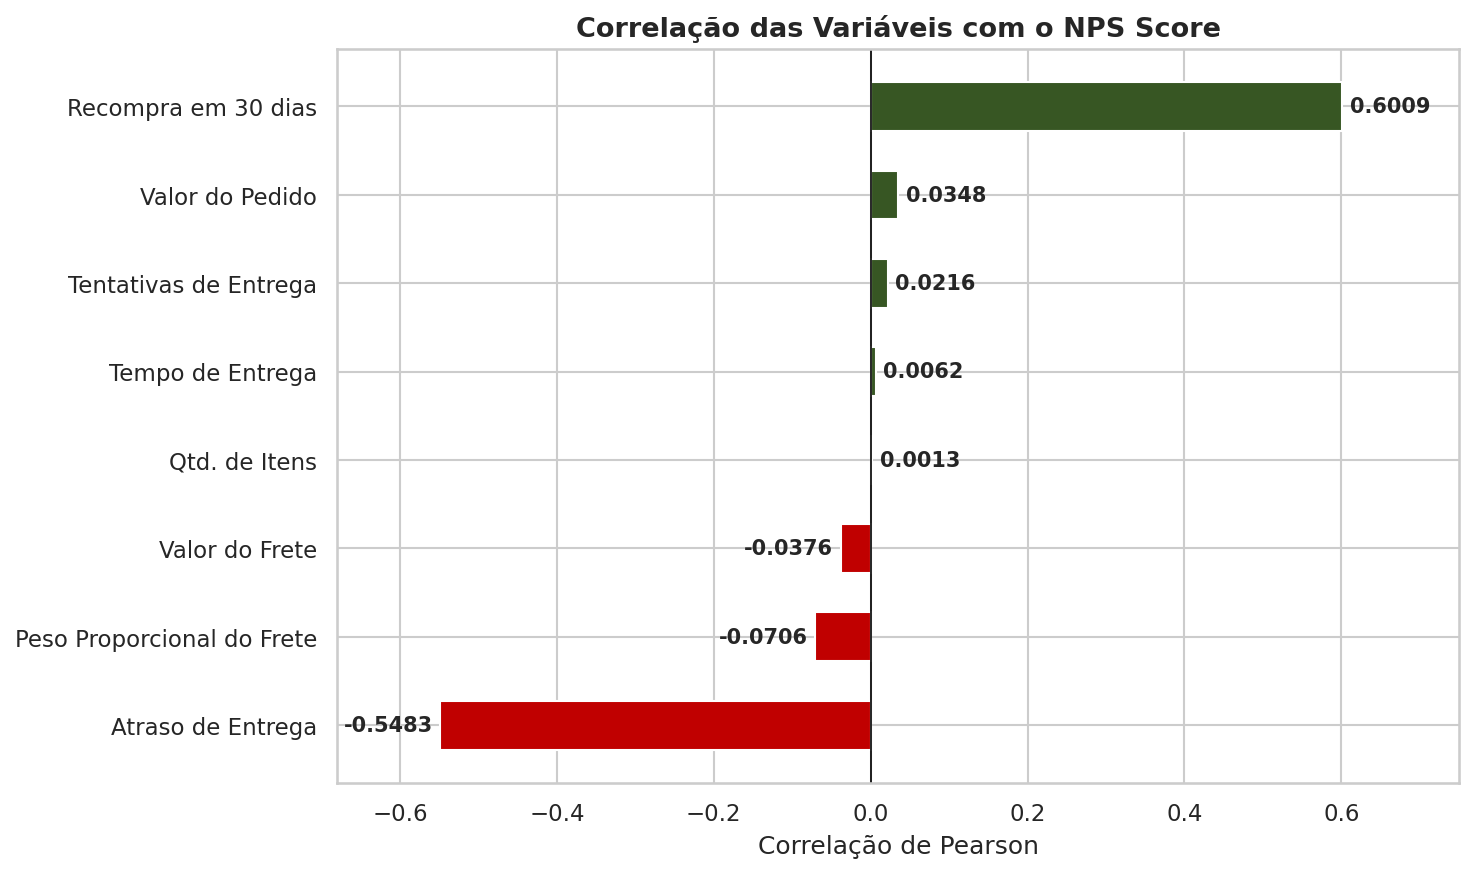 Correlação das Variáveis com o NPS Score
Recompra em 30 dias
0.6009
Valor do Pedido
0.0348
Tentativas de Entrega
0.0216
Tempo de Entrega
0.0062
Qtd. de Itens
0.0013
Valor do Frete
-0.0376
Peso Proporcional do Frete
-0.0706
Atraso de Entrega
-0.5483
−0.6 −0.4 −0.2 0.0 0.2 0.4 0.6
Correlação de Pearson